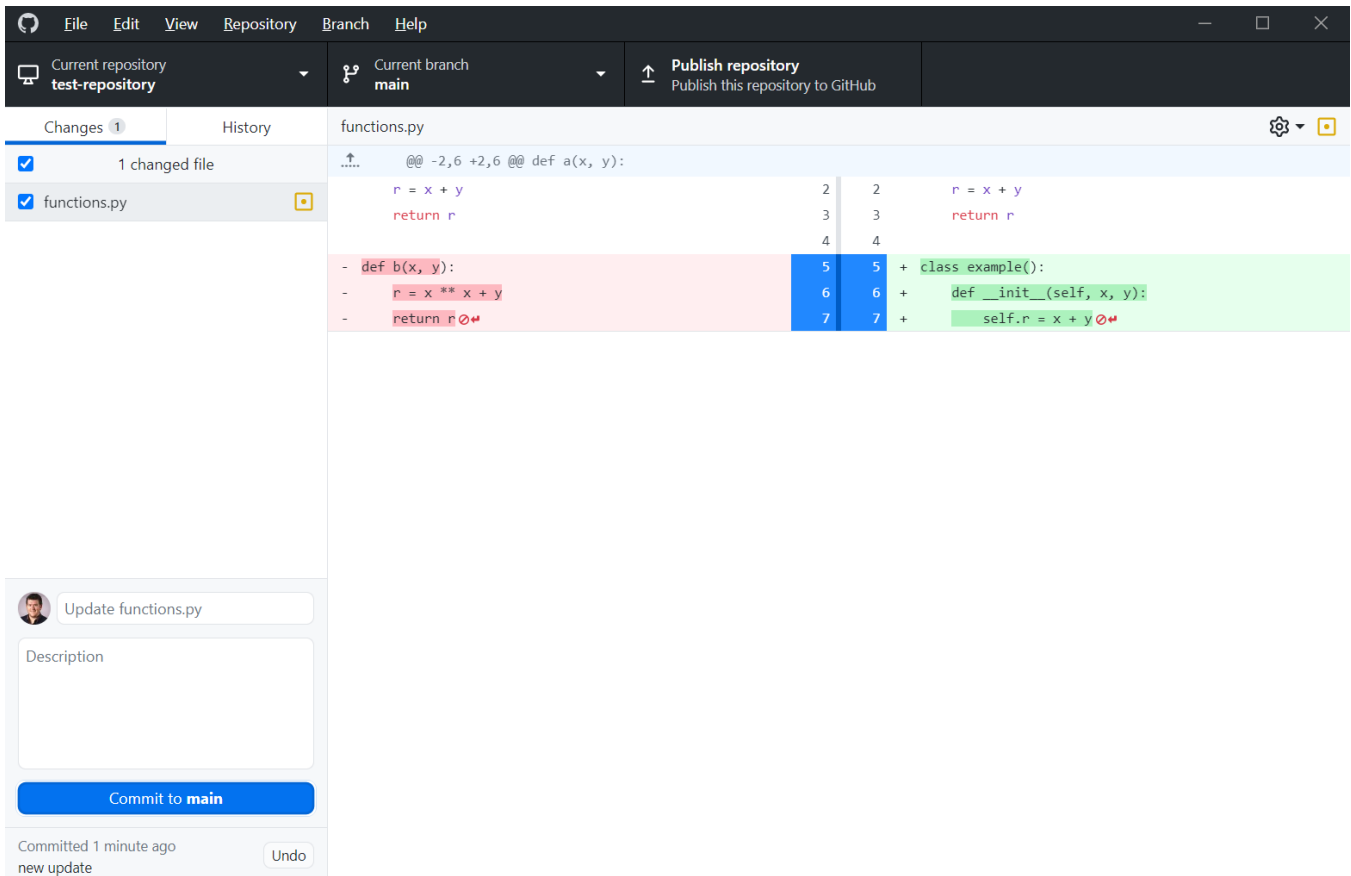 File Edit View Repository Branch Help
Current repository
test-repository
Current branch
main
Publish repository
Publish this repository to GitHub
Changes 1
History
1 changed file
functions.py
functions.py
@@ -2,6 +2,6 @@ def a(x, y):
r = x + y 2 2 r = x + y
return r 3 3 return r
4 4
- def b(x, y): 5 5 + class example():
- r = x ** x + y 6 6 + def __init__(self, x, y):
- return r 7 7 + self.r = x + y
Update functions.py
Description
Commit to main
Committed 1 minute ago
new update
Undo